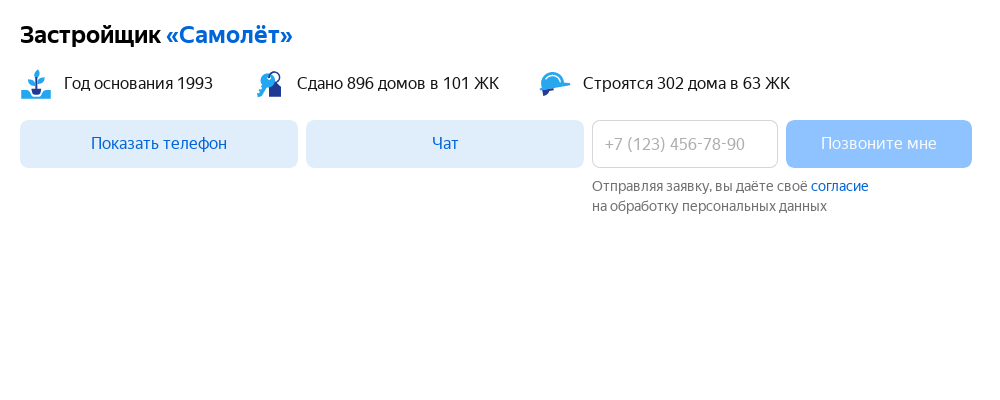 Застройщик «Самолёт»
Год основания 1993
Сдано 896 домов в 101 ЖК
Строятся 302 дома в 63 ЖК
Показать телефон
Чат
+7 (123) 456-78-90
Позвоните мне
Отправляя заявку, вы даёте своё согласие
на обработку персональных данных